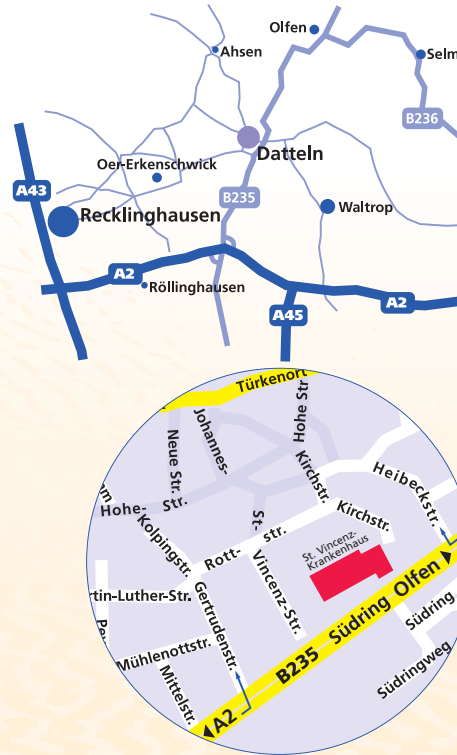 Olfen
Ahsen
Selm
B236
Datteln
Oer-Erkenschwick
A43
B235
Waltrop
Recklinghausen
A2
Röllinghausen
A2
A45
Türkenort
Hohe Str.
Johannes-
Neue Str.
Heibeckstr.
Kirchstr.
Hohe-
Str.
Kirchstr.
Kolpingstr.
St.-
str.
Rott-
St. Vincenz-
Krankenhaus
Vincenz-Str.
rtin-Luther-Str.
Gertrudenstr.
Olfen
Südring
Südring
B235
Mühlenottstr.
Südringweg
Mittelstr.
A2